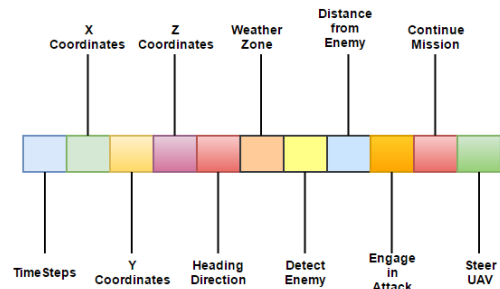 X
Coordinates
Z
Coordinates
Weather
Zone
Distance
from
Enemy
Continue
Mission
TimeSteps
Y
Coordinates
Heading
Direction
Detect
Enemy
Engage
in
Attack
Steer
UAV